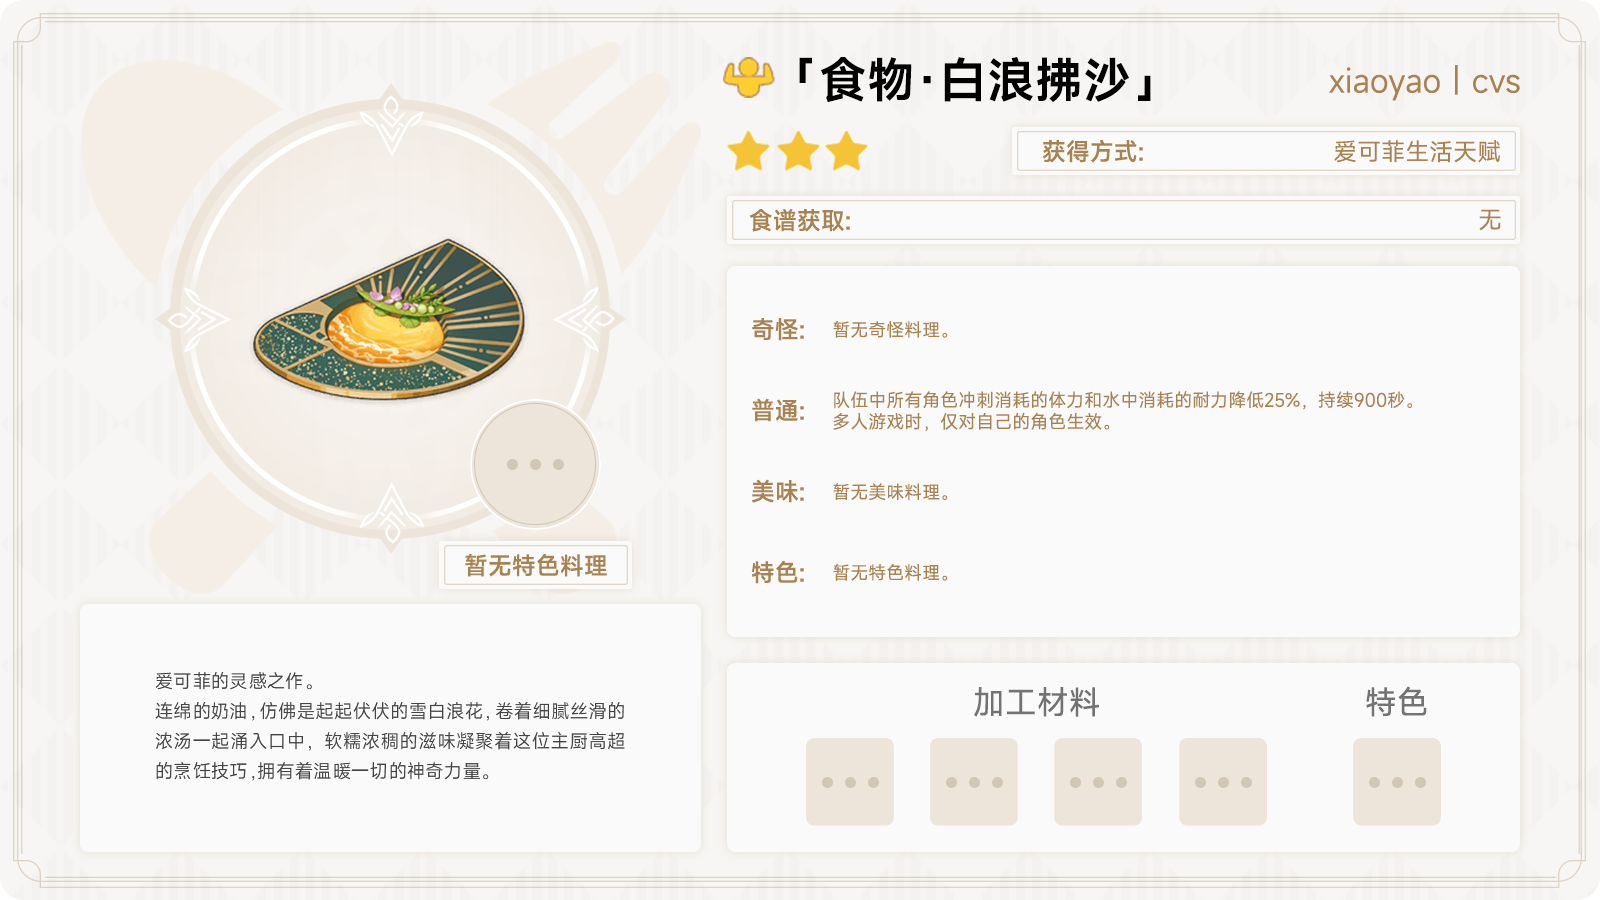 「食物·白浪拂沙」
xiaoyao | cvs
获得方式: 爱可菲生活天赋
食谱获取: 无
奇怪: 暂无奇怪料理。
普通: 队伍中所有角色冲刺消耗的体力和水中消耗的耐力降低25%，持续900秒。
多人游戏时，仅对自己的角色生效。
美味: 暂无美味料理。
特色: 暂无特色料理。
暂无特色料理
爱可菲的灵感之作。
连绵的奶油,仿佛是起起伏伏的雪白浪花,卷着细腻丝滑的
浓汤一起涌入口中，软糯浓稠的滋味凝聚着这位主厨高超
的烹饪技巧,拥有着温暖一切的神奇力量。
加工材料
特色